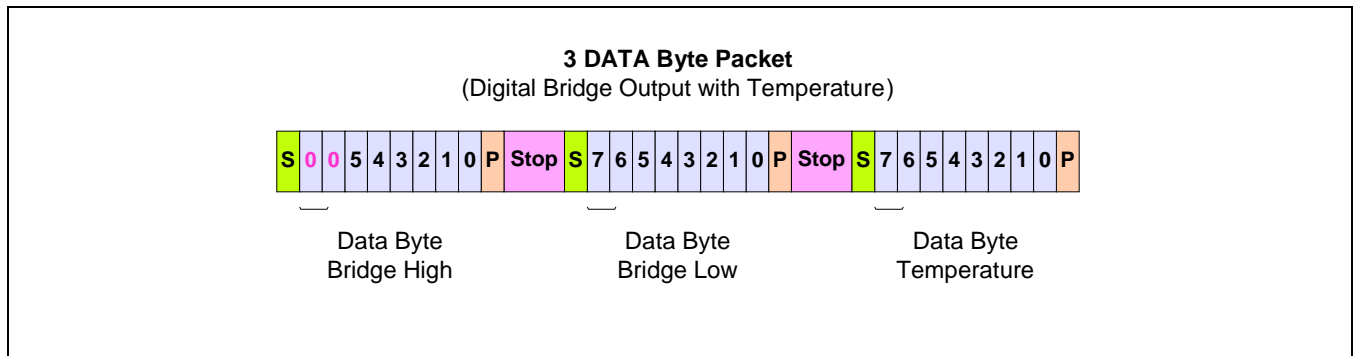 3 DATA Byte Packet
(Digital Bridge Output with Temperature)
S 0 0 5 4 3 2 1 0 P Stop S 7 6 5 4 3 2 1 0 P Stop S 7 6 5 4 3 2 1 0 P
Data Byte
Bridge High
Data Byte
Bridge Low
Data Byte
Temperature